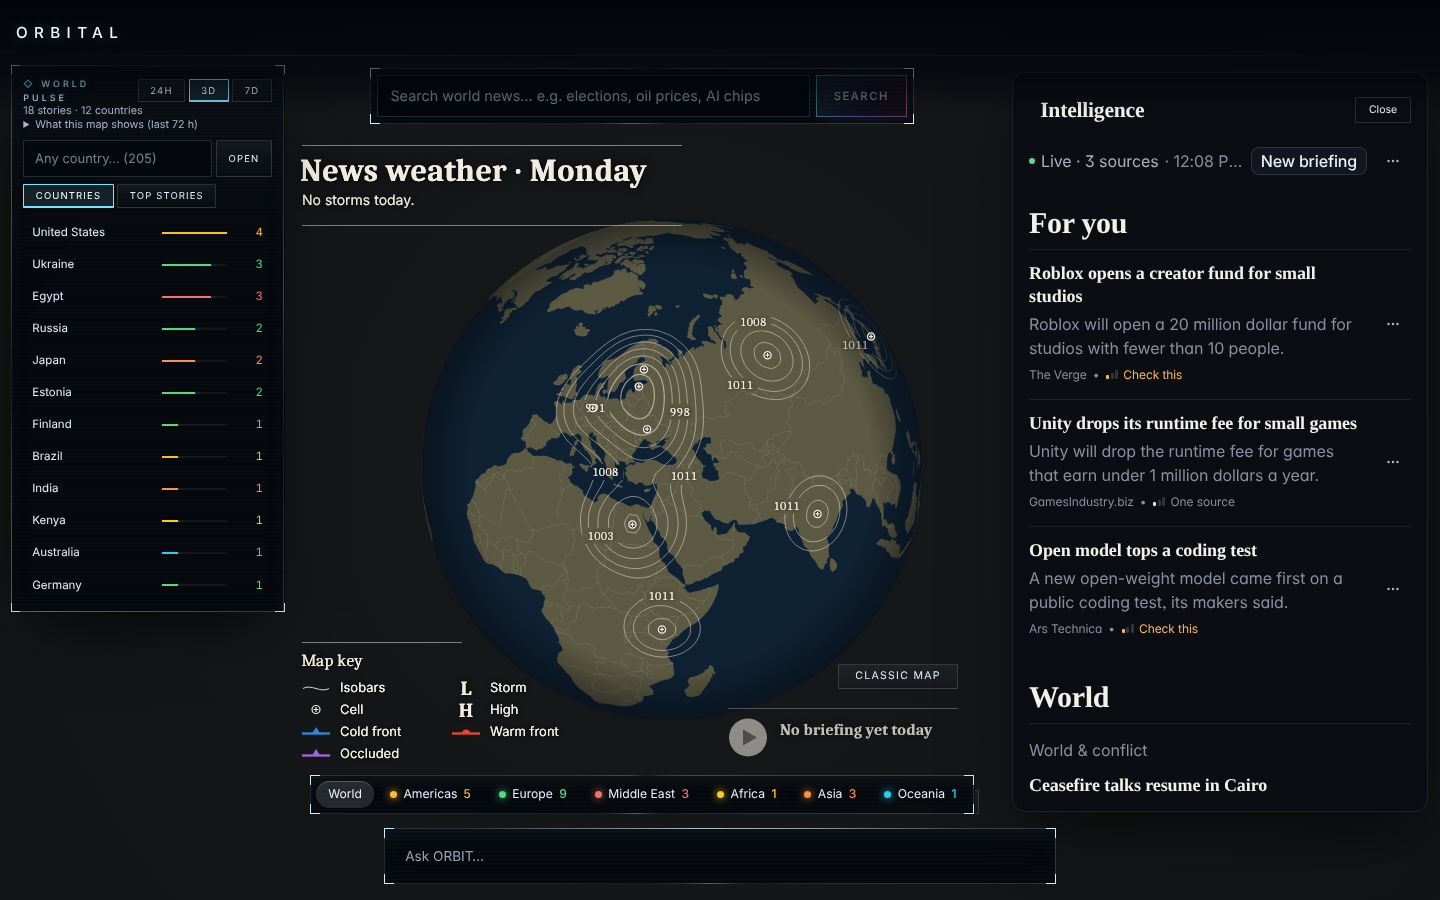 ORBITAL
◇ WORLD PULSE
24H
3D
7D
18 stories · 12 countries
▶ What this map shows (last 72 h)
Any country... (205)
OPEN
COUNTRIES
TOP STORIES
United States 4
Ukraine 3
Egypt 3
Russia 2
Japan 2
Estonia 2
Finland 1
Brazil 1
India 1
Kenya 1
Australia 1
Germany 1
Search world news... e.g. elections, oil prices, AI chips
SEARCH
News weather · Monday
No storms today.
1008
1011
1011
998
1008
1011
1011
1003
1011
Map key
Isobars
L Storm
Cell
H High
Cold front
Warm front
Occluded
CLASSIC MAP
No briefing yet today
World
Americas 5
Europe 9
Middle East 3
Africa 1
Asia 3
Oceania 1
Ask ORBIT...
Intelligence
Close
Live · 3 sources · 12:08 P...
New briefing
...
For you
Roblox opens a creator fund for small
studios
Roblox will open a 20 million dollar fund for
studios with fewer than 10 people.
...
The Verge • Check this
Unity drops its runtime fee for small games
Unity will drop the runtime fee for games
that earn under 1 million dollars a year.
...
GamesIndustry.biz • One source
Open model tops a coding test
A new open-weight model came first on a
public coding test, its makers said.
...
Ars Technica • Check this
World
World & conflict
Ceasefire talks resume in Cairo